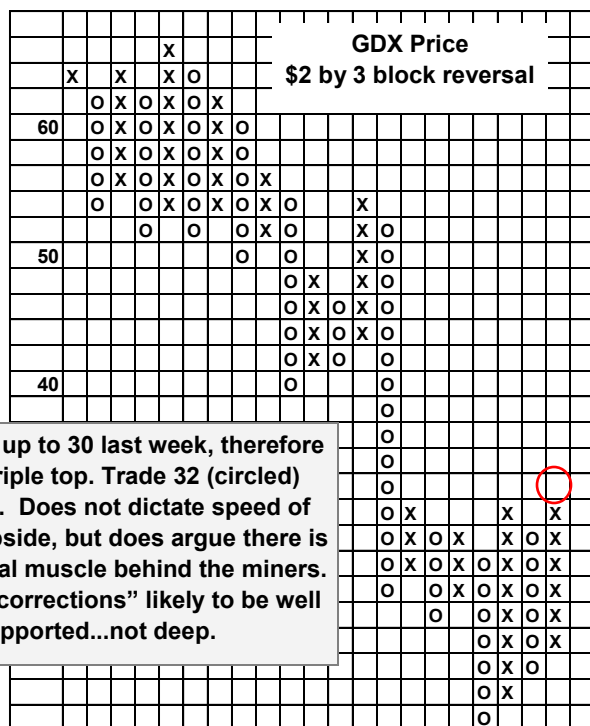 GDX Price
$2 by 3 block reversal
X
X X X O
O X O X O X
60 O X O X O X O
O X O X O X O
O X O X O X O X
O O X O X O X O X
O O O X O X O
50 O O X O
O X X O
O X O X O
O X O X O
O X O O
40 O O
O
O
O
O
O X X X
O X O X X O X
O X O X O X O X
O O X O X O X
O O X O X
O X O X
O X O
O X
O
up to 30 last week, therefore
riple top. Trade 32 (circled)
. Does not dictate speed of
side, but does argue there is
al muscle behind the miners.
corrections” likely to be well
pported...not deep.